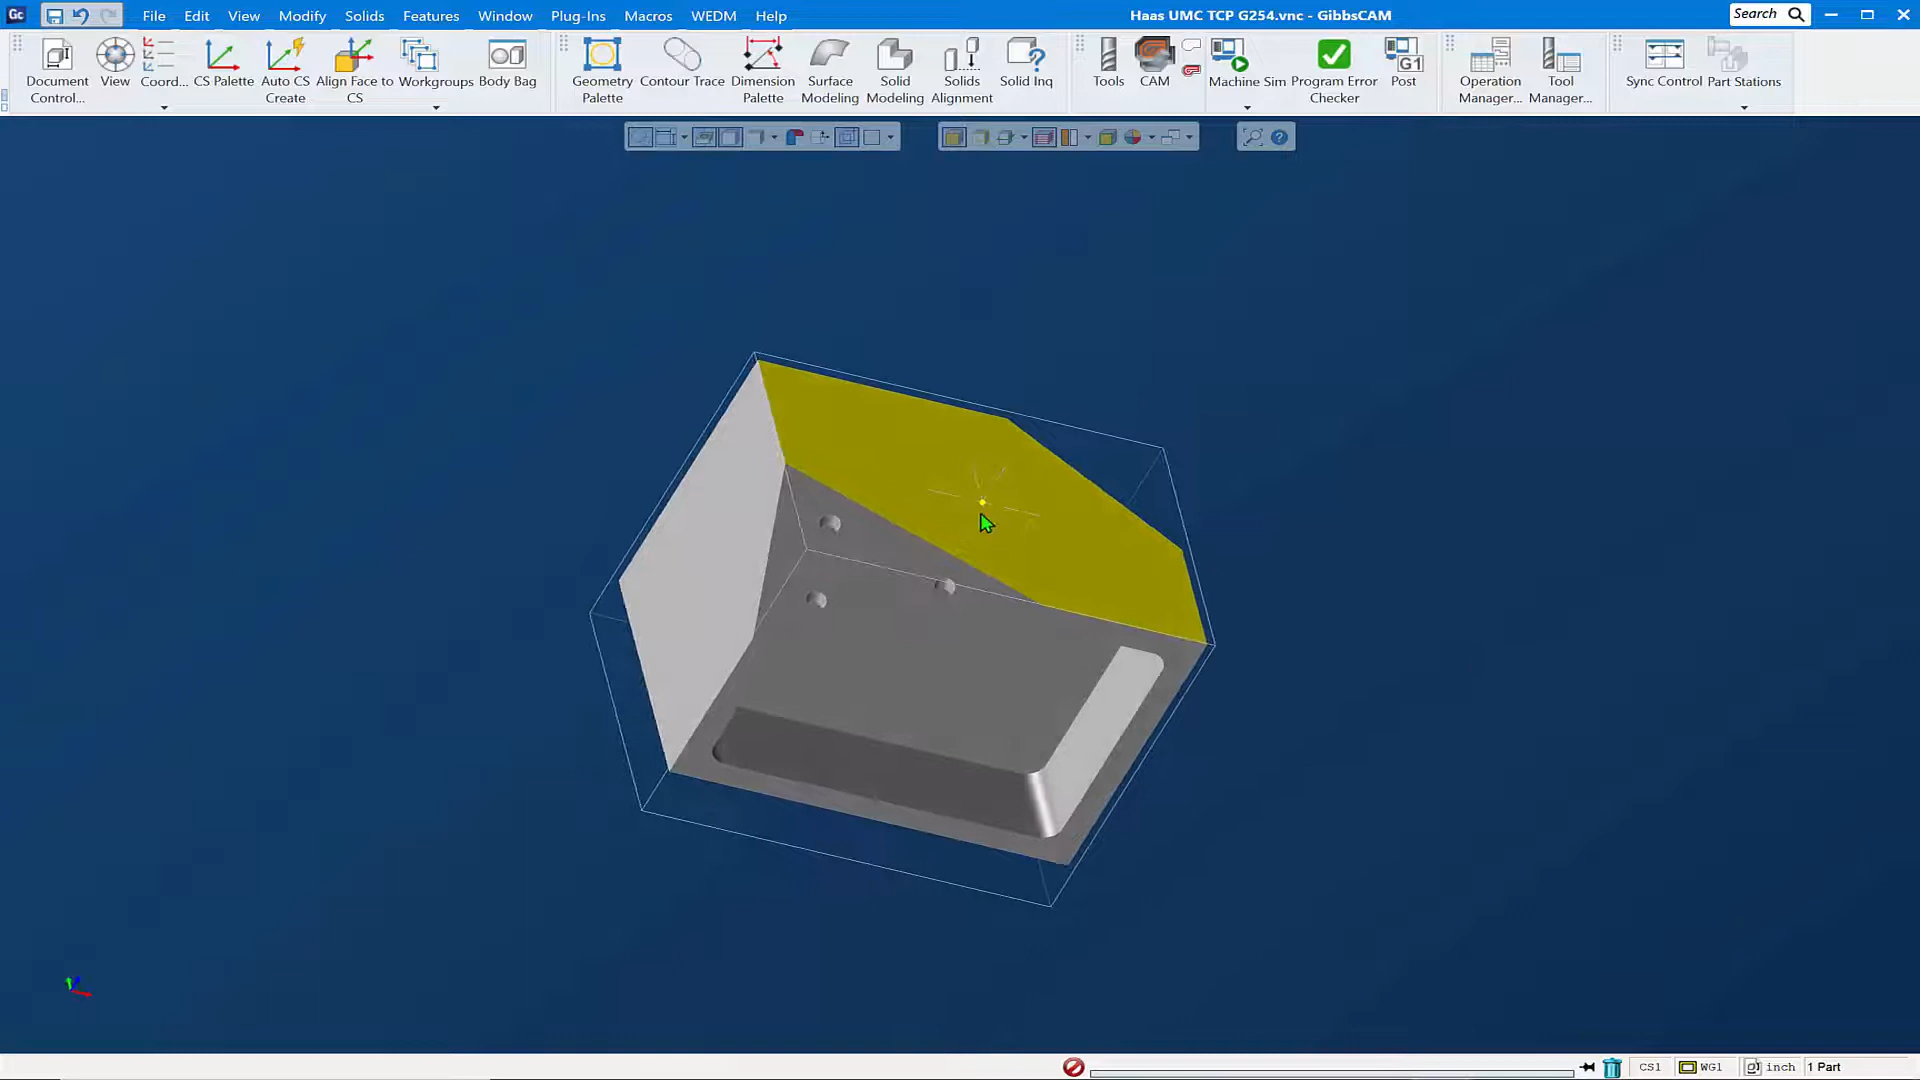 Gc File Edit View Modify Solids Features Window Plug-Ins Macros WEDM Help Haas UMC TCP G254.vnc - GibbsCAM Search
Document Control...
View
Coord...
CS Palette
Auto CS Create
Align Face to CS
Workgroups
Body Bag
Geometry Palette
Contour Trace
Dimension Palette
Surface Modeling
Solid Modeling
Solids Alignment
Solid Inq
Tools
CAM
Machine Sim
Program Error Checker
G1
Post
Operation Manager...
Tool Manager...
Sync Control
Part Stations
CS1 WG1 inch 1 Part